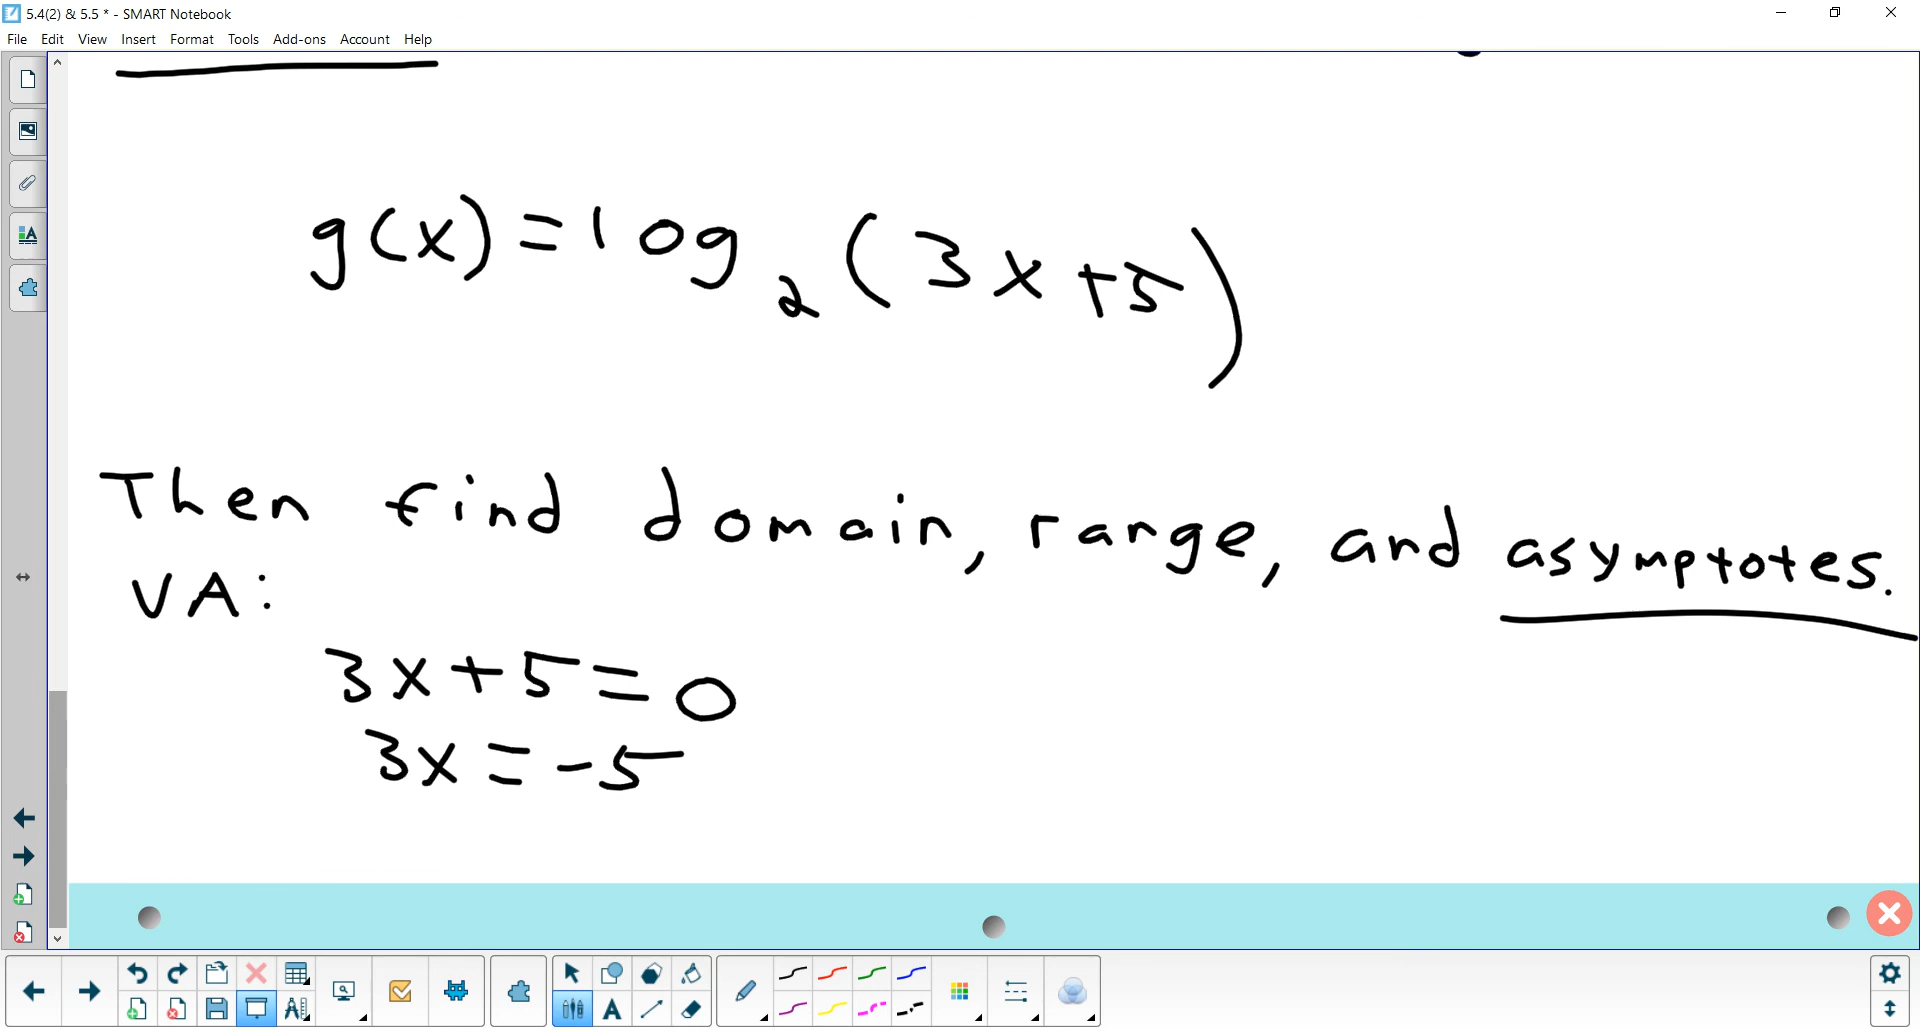 5.4(2) & 5.5 * - SMART Notebook
File Edit View Insert Format Tools Add-ons Account Help
g(x) = log₂(3x+5)
Then find domain, range, and asymptotes.
VA:
3x+5=0
3x=-5